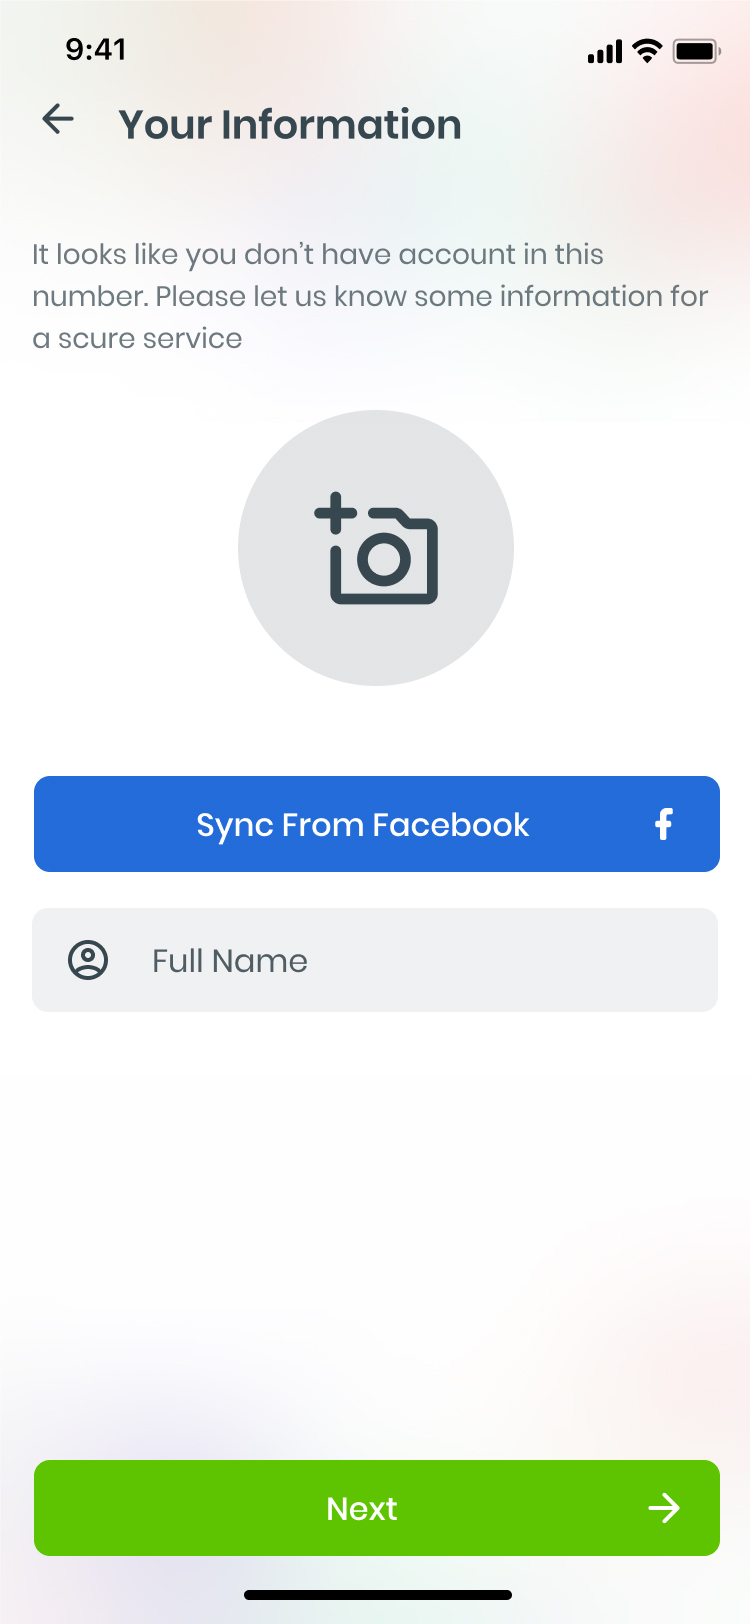 9:41
Your Information
It looks like you don’t have account in this
number. Please let us know some information for
a scure service
Sync From Facebook
Full Name
Next